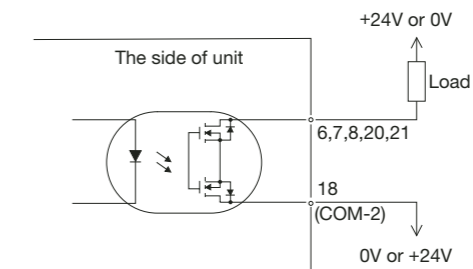 +24V or 0V
The side of unit
Load
6,7,8,20,21
18
(COM-2)
0V or +24V